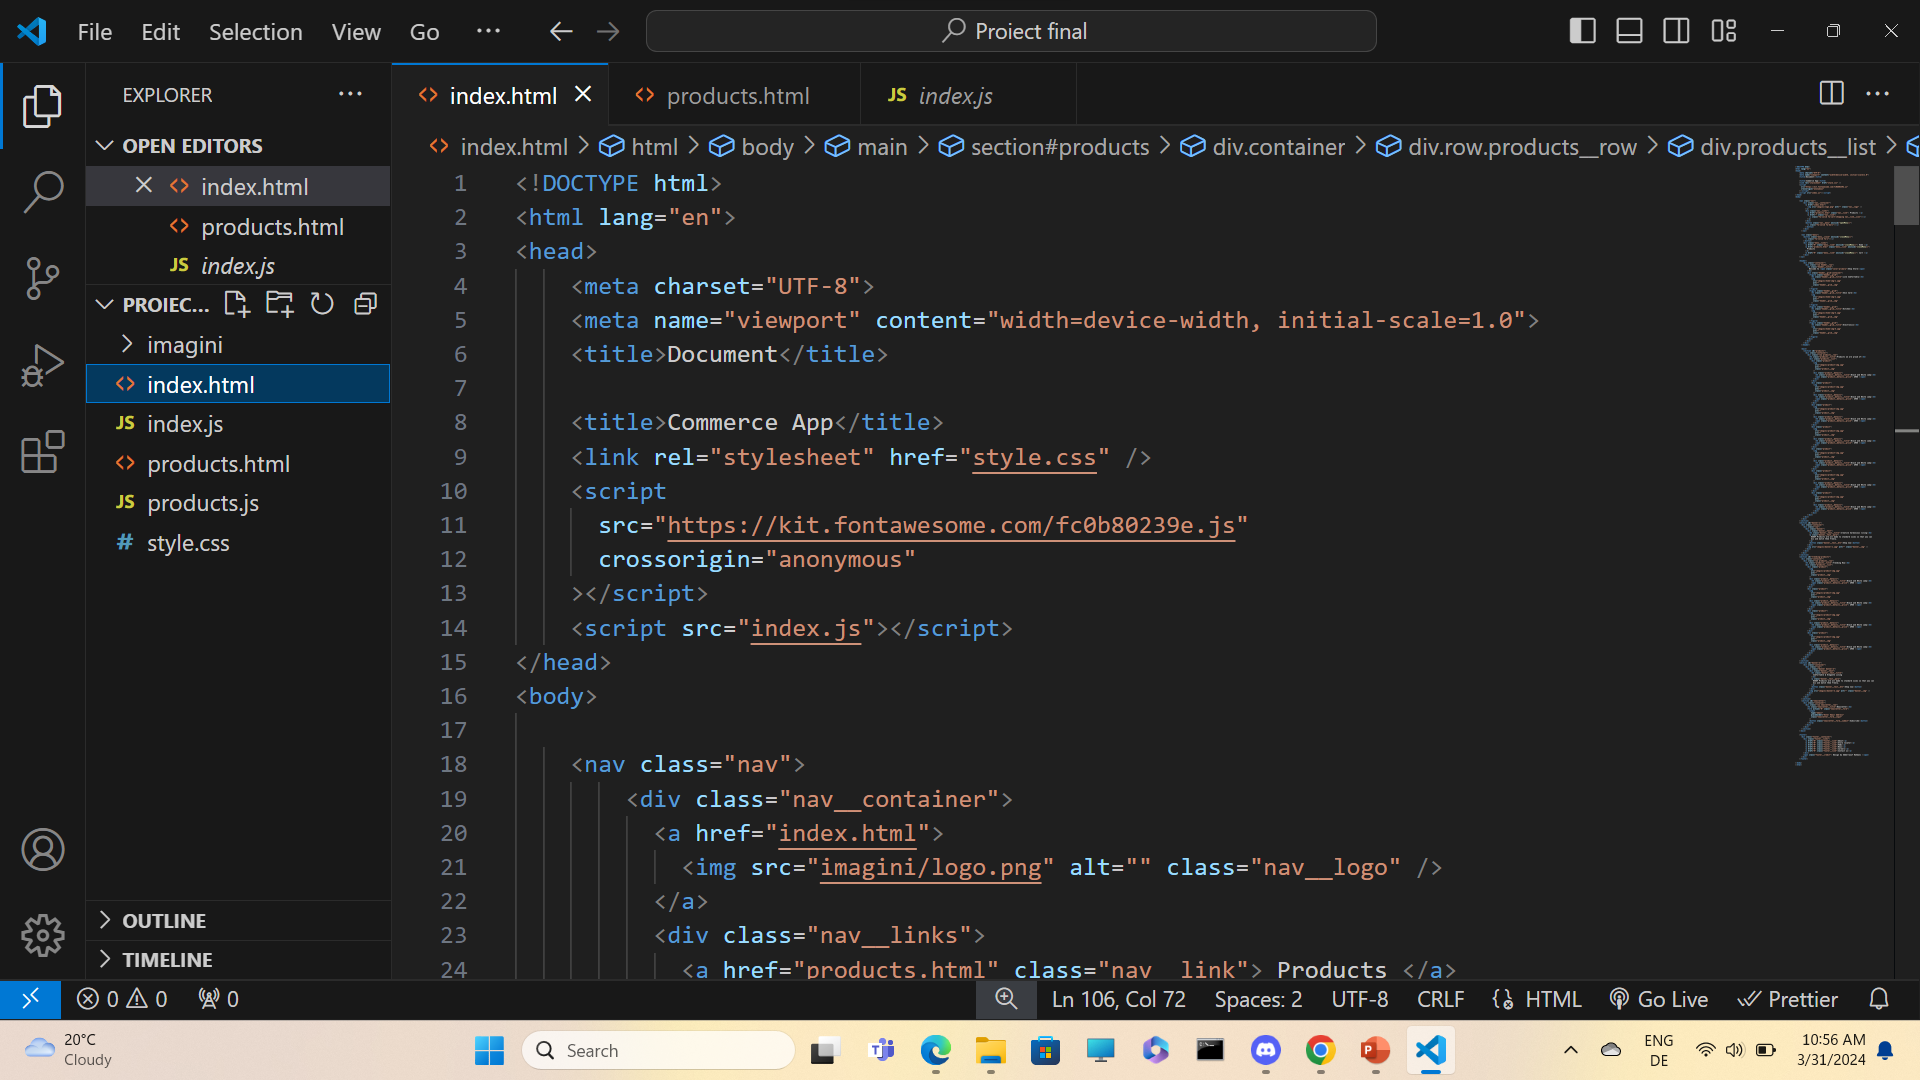 File Edit Selection View Go ··· Proiect final
EXPLORER
OPEN EDITORS
index.html
products.html
JS index.js
PROIEC...
imagini
index.html
JS index.js
products.html
JS products.js
# style.css
OUTLINE
TIMELINE
index.html products.html JS index.js
index.html > html > body > main > section#products > div.container > div.row.products__row > div.products__list >
1 <!DOCTYPE html>
2 <html lang="en">
3 <head>
4 <meta charset="UTF-8">
5 <meta name="viewport" content="width=device-width, initial-scale=1.0">
6 <title>Document</title>
7
8 <title>Commerce App</title>
9 <link rel="stylesheet" href="style.css" />
10 <script
11 src="https://kit.fontawesome.com/fc0b80239e.js"
12 crossorigin="anonymous"
13 ></script>
14 <script src="index.js"></script>
15 </head>
16 <body>
17
18 <nav class="nav">
19 <div class="nav__container">
20 <a href="index.html">
21 <img src="imagini/logo.png" alt="" class="nav__logo" />
22 </a>
23 <div class="nav__links">
24 <a href="products.html" class="nav__link"> Products </a>
0 0 0 Ln 106, Col 72 Spaces: 2 UTF-8 CRLF HTML Go Live Prettier
20°C
Cloudy
Search
ENG
DE
10:56 AM
3/31/2024